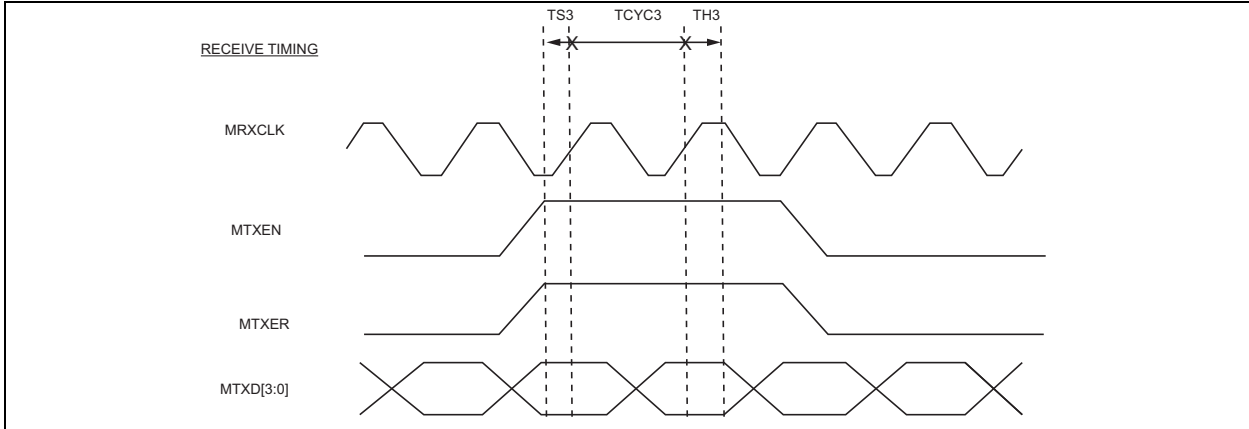 TS3 TCYC3 TH3
RECEIVE TIMING
MRXCLK
MTXEN
MTXER
MTXD[3:0]